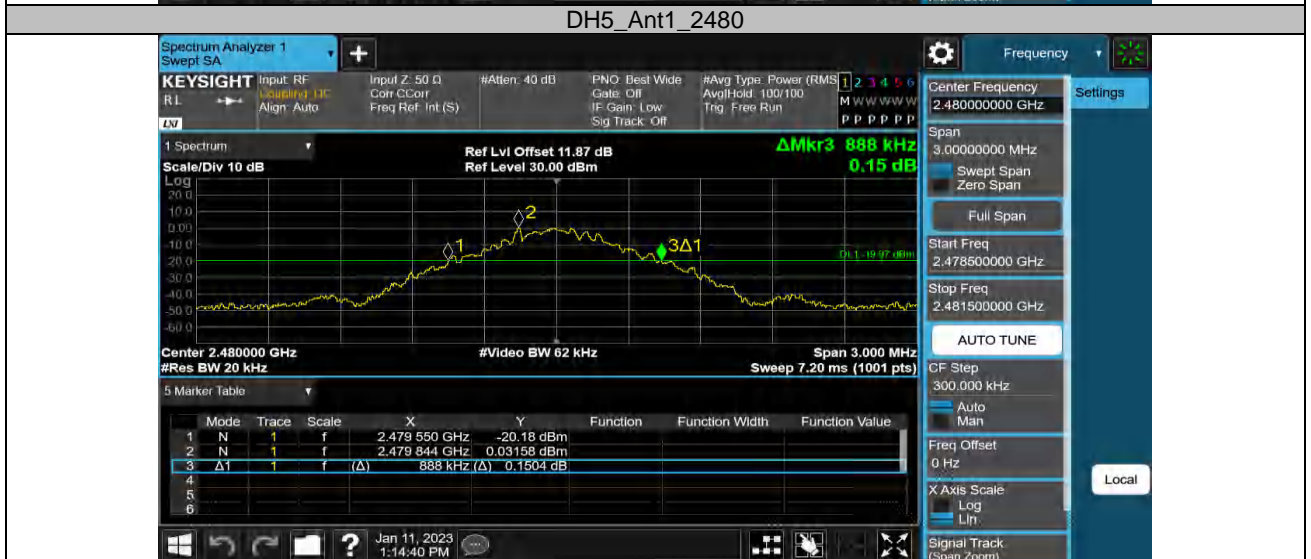 DH5_Ant1_2480
Spectrum Analyzer 1
Swept SA
Frequency
KEYSIGHT
RL
LXI
Input: RF
Coupling: DC
Align: Auto
Input Z: 50 Ω
Corr CCorr
Freq Ref: Int (S)
#Atten: 40 dB
PNO: Best Wide
Gate: Off
IF Gain: Low
Sig Track: Off
#Avg Type: Power (RMS
Avg|Hold: 100/100
Trig: Free Run
1 2 3 4 5 6
M W W W W W
P P P P P P
1 Spectrum
Scale/Div 10 dB
Ref Lvl Offset 11.87 dB
Ref Level 30.00 dBm
ΔMkr3 888 kHz
0.15 dB
Log
20.0
10.0
0.00
-10.0
-20.0
-30.0
-40.0
-50.0
-60.0
1
2
3Δ1
DL1 -19.97 dBm
Center 2.480000 GHz
#Video BW 62 kHz
Span 3.000 MHz
#Res BW 20 kHz
Sweep 7.20 ms (1001 pts)
5 Marker Table
Mode Trace Scale X Y Function Function Width Function Value
1 N 1 f 2.479 550 GHz -20.18 dBm
2 N 1 f 2.479 844 GHz 0.03158 dBm
3 Δ1 1 f (Δ) 888 kHz (Δ) 0.1504 dB
4
5
6
?
Jan 11, 2023
1:14:40 PM
Center Frequency
2.480000000 GHz
Settings
Span
3.00000000 MHz
Swept Span
Zero Span
Full Span
Start Freq
2.478500000 GHz
Stop Freq
2.481500000 GHz
AUTO TUNE
CF Step
300.000 kHz
Auto
Man
Freq Offset
0 Hz
X Axis Scale
Log
Lin
Local
Signal Track
(Span Zoom)